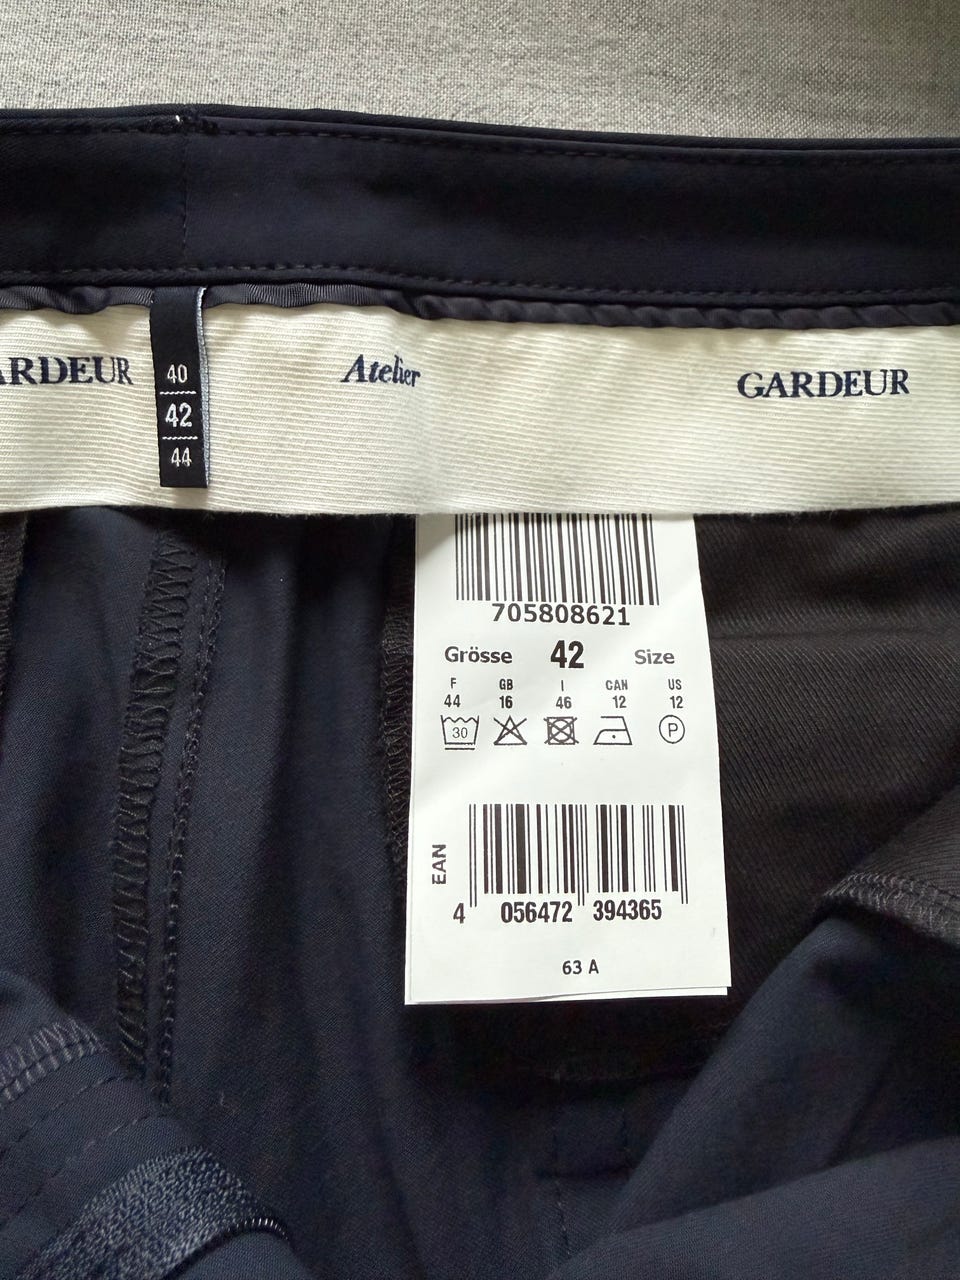 ARDEUR
Atelier
GARDEUR
40
42
44
705808621
Grösse 42 Size
F GB I CAN US
44 16 46 12 12
30 P
EAN
4 056472 394365
63 A